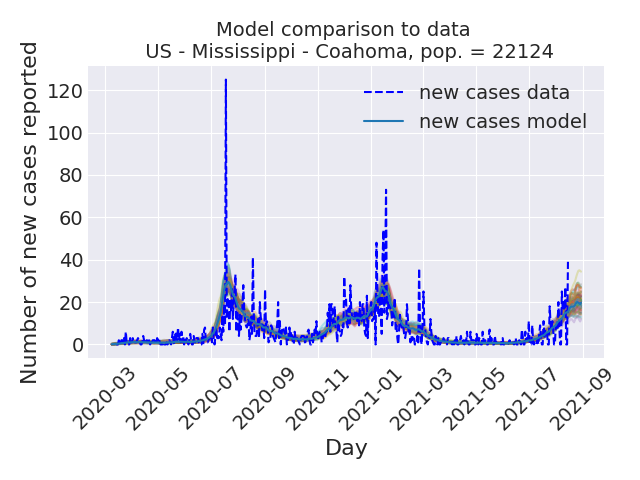 Model comparison to data
US - Mississippi - Coahoma, pop. = 22124
Number of new cases reported
120
100
80
60
40
20
0
new cases data
new cases model
2020-03
2020-05
2020-07
2020-09
2020-11
2021-01
2021-03
2021-05
2021-07
2021-09
Day